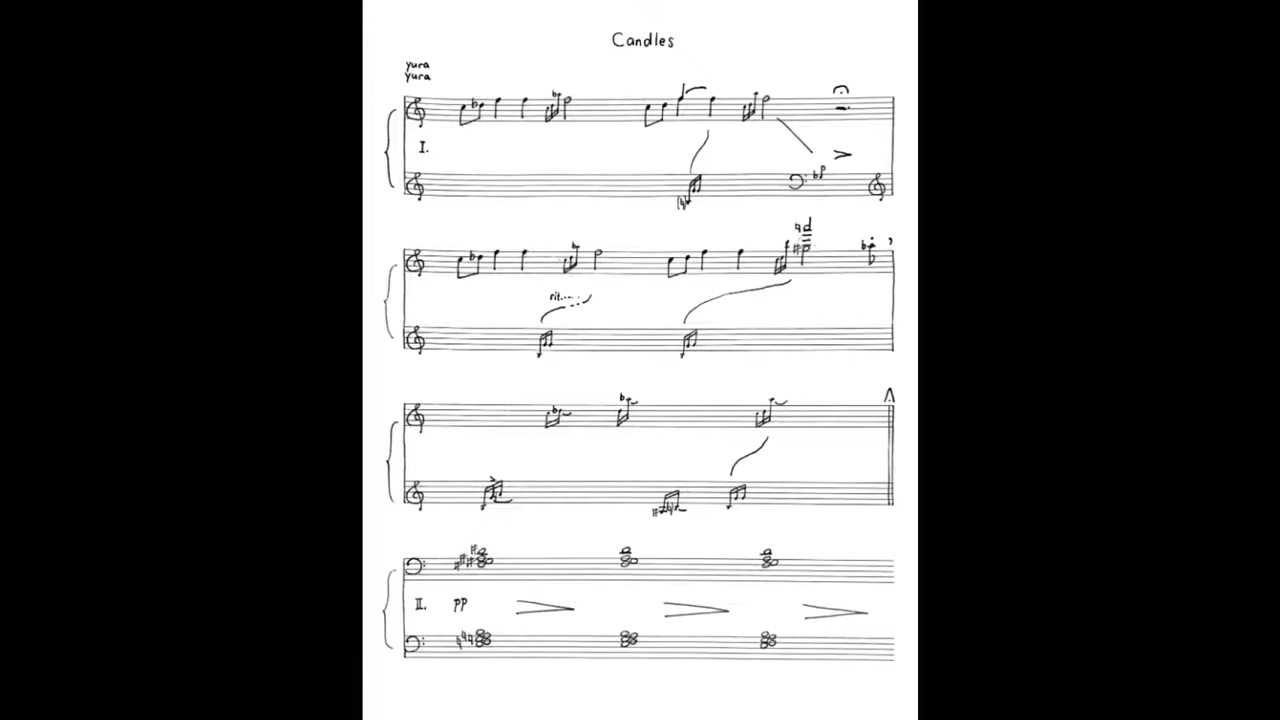 Candles
yura
yura
I.
rit....
II. pp